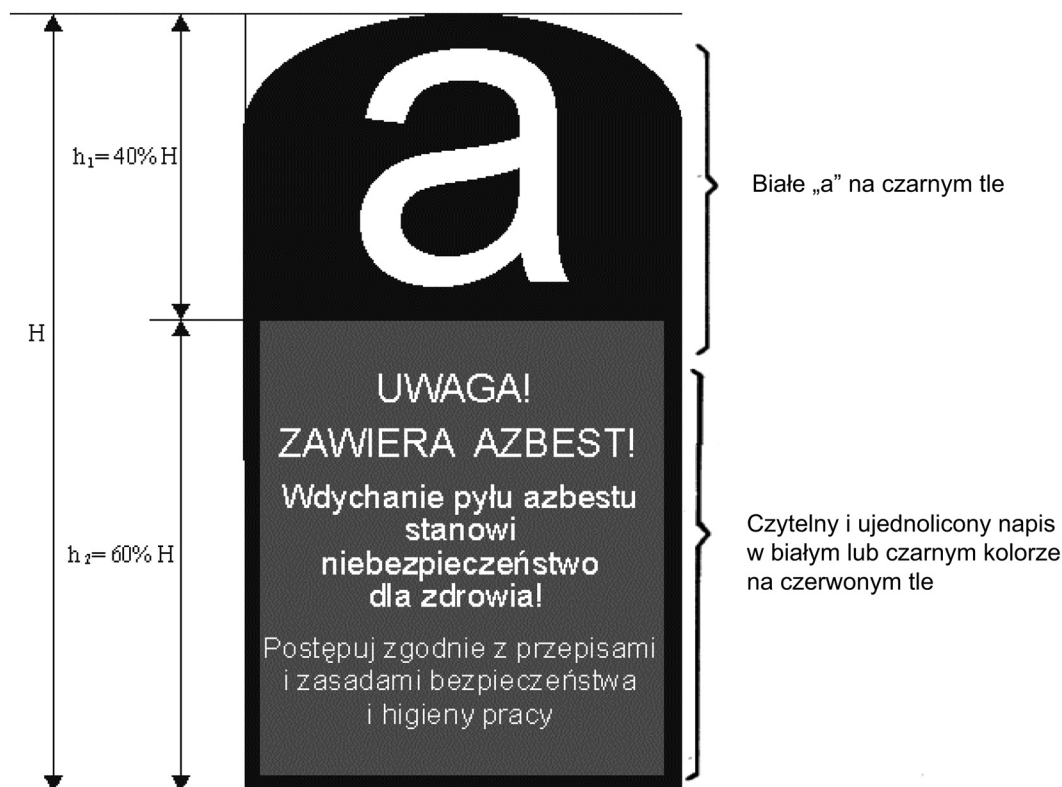 a
h₁= 40% H
Białe „a” na czarnym tle
H
UWAGA!
ZAWIERA AZBEST!
Wdychanie pyłu azbestu
stanowi
niebezpieczeństwo
dla zdrowia!
Postępuj zgodnie z przepisami
i zasadami bezpieczeństwa
i higieny pracy
h₂= 60% H
Czytelny i ujednolicony napis
w białym lub czarnym kolorze
na czerwonym tle